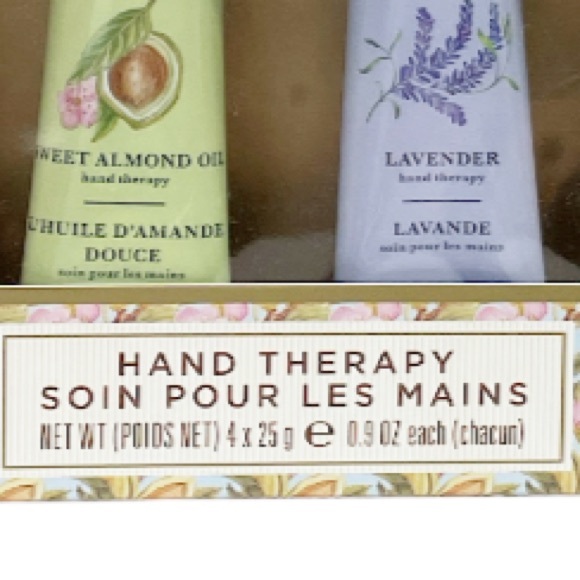 SWEET ALMOND OIL
hand therapy
L'HUILE D'AMANDE
DOUCE
soin pour les mains
LAVENDER
hand therapy
LAVANDE
soin pour les mains
HAND THERAPY
SOIN POUR LES MAINS
NET WT (POIDS NET) 4 x 25 g ℮ 0.9 OZ each (chacun)